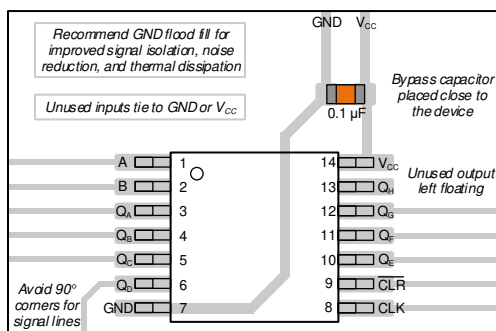 GND VCC
Recommend GND flood fill for
improved signal isolation, noise
reduction, and thermal dissipation
Unused inputs tie to GND or VCC
0.1 µF
Bypass capacitor
placed close to
the device
A 1
B 2
QA 3
QB 4
QC 5
QD 6
GND 7
14 VCC
13 QH
12 QG
11 QF
10 QE
9 CLR
8 CLK
Unused output
left floating
Avoid 90°
corners for
signal lines